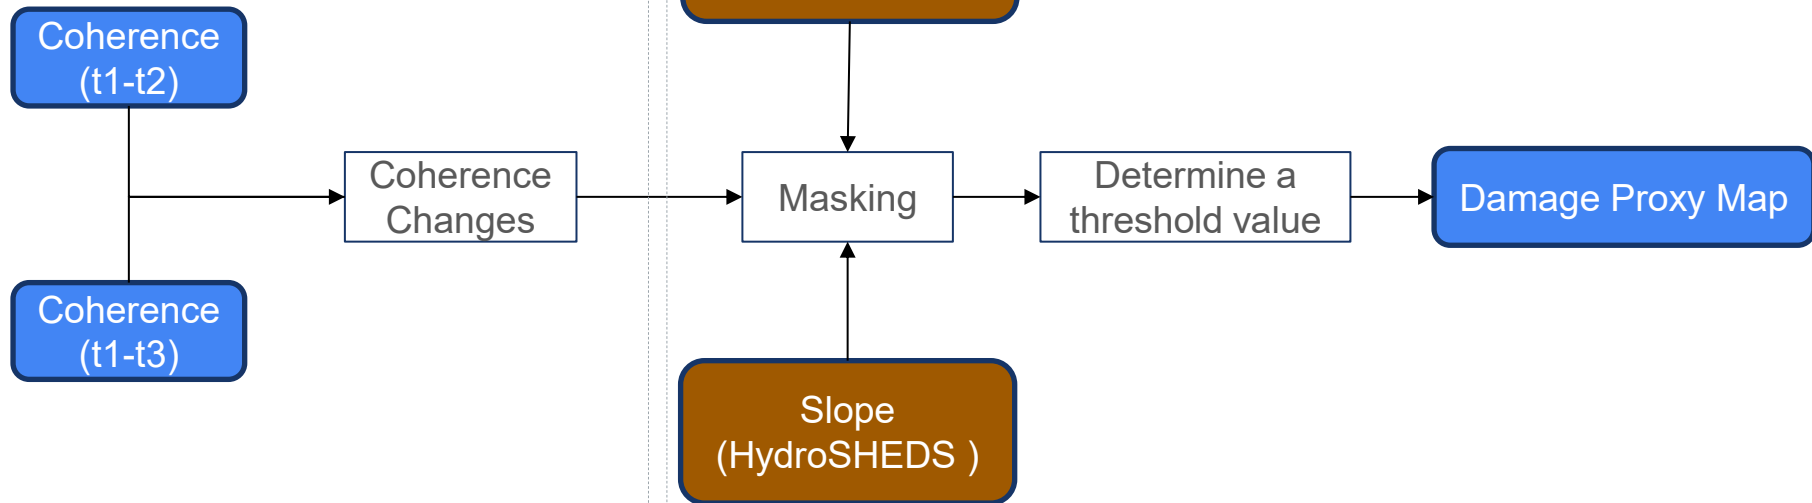 Coherence
(t1-t2)
Coherence
Changes
Masking
Determine a
threshold value
Damage Proxy Map
Coherence
(t1-t3)
Slope
(HydroSHEDS )